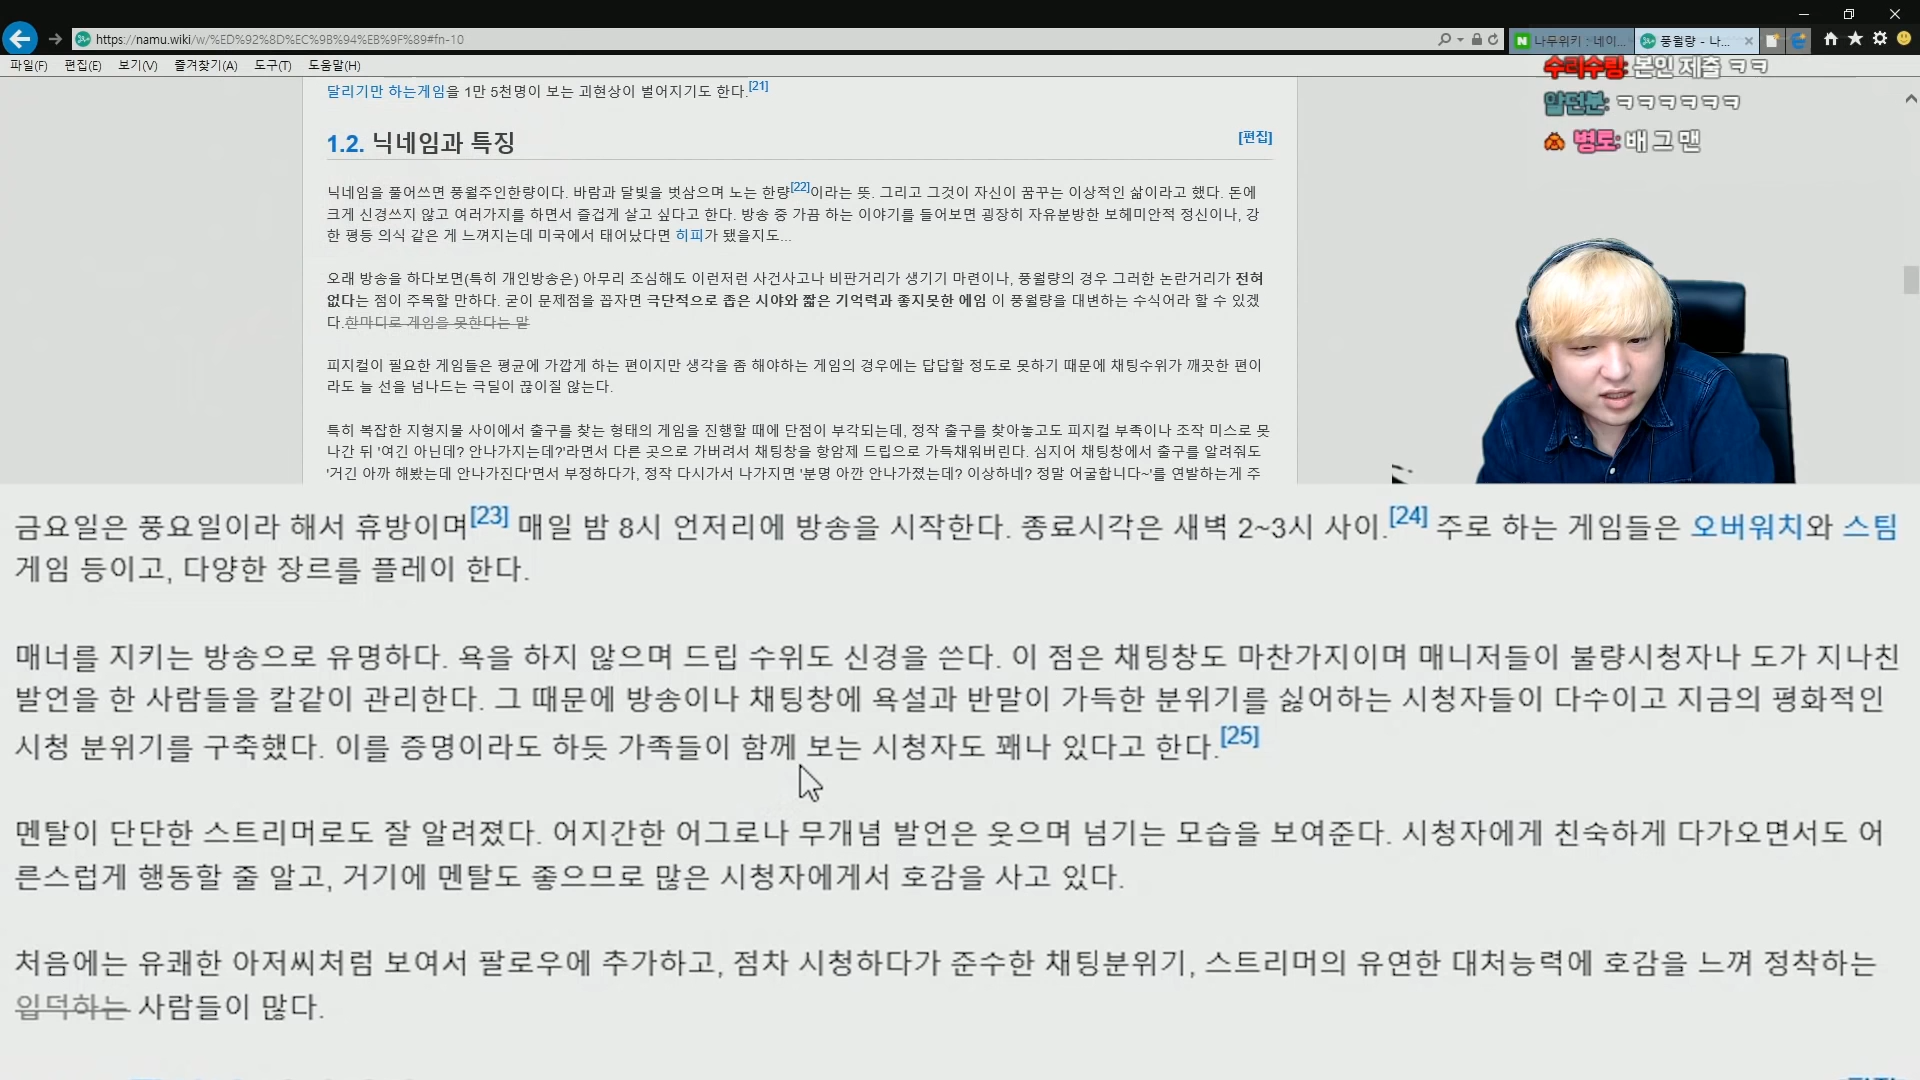 https://namu.wiki/w/%ED%92%8D%EC%9B%94%EB%9F%89#fn-10
나무위키 : 네이...
풍월량 - 나...
파일(F) 편집(E) 보기(V) 즐겨찾기(A) 도구(T) 도움말(H)
수리수링: 본인 제출 ㅋㅋ
얄던분: ㅋㅋㅋㅋㅋㅋ
병로: 배 그 맨
달리기만 하는게임을 1만 5천명이 보는 괴현상이 벌어지기도 한다.[21]
1.2. 닉네임과 특징
[편집]
닉네임을 풀어쓰면 풍월주인한량이다. 바람과 달빛을 벗삼으며 노는 한량[22]이라는 뜻. 그리고 그것이 자신이 꿈꾸는 이상적인 삶이라고 했다. 돈에
크게 신경쓰지 않고 여러가지를 하면서 즐겁게 살고 싶다고 한다. 방송 중 가끔 하는 이야기를 들어보면 굉장히 자유분방한 보헤미안적 정신이나, 강
한 평등 의식 같은 게 느껴지는데 미국에서 태어났다면 히피가 됐을지도...
오래 방송을 하다보면(특히 개인방송은) 아무리 조심해도 이런저런 사건사고나 비판거리가 생기기 마련이나, 풍월량의 경우 그러한 논란거리가 전혀
없다는 점이 주목할 만하다. 굳이 문제점을 꼽자면 극단적으로 좁은 시야와 짧은 기억력과 좋지못한 에임 이 풍월량을 대변하는 수식어라 할 수 있겠
다.한마디로 게임을 못한다는 말
피지컬이 필요한 게임들은 평균에 가깝게 하는 편이지만 생각을 좀 해야하는 게임의 경우에는 답답할 정도로 못하기 때문에 채팅수위가 깨끗한 편이
라도 늘 선을 넘나드는 극딜이 끊이질 않는다.
특히 복잡한 지형지물 사이에서 출구를 찾는 형태의 게임을 진행할 때에 단점이 부각되는데, 정작 출구를 찾아놓고도 피지컬 부족이나 조작 미스로 못
나간 뒤 '여긴 아닌데? 안나가지는데?'라면서 다른 곳으로 가버려서 채팅창을 항암제 드립으로 가득채워버린다. 심지어 채팅창에서 출구를 알려줘도
'거긴 아까 해봤는데 안나가진다'면서 부정하다가, 정작 다시가서 나가지면 '분명 아깐 안나가졌는데? 이상하네? 정말 어굴합니다~'를 연발하는게 주
금요일은 풍요일이라 해서 휴방이며[23] 매일 밤 8시 언저리에 방송을 시작한다. 종료시각은 새벽 2~3시 사이.[24] 주로 하는 게임들은 오버워치와 스팀
게임 등이고, 다양한 장르를 플레이 한다.
매너를 지키는 방송으로 유명하다. 욕을 하지 않으며 드립 수위도 신경을 쓴다. 이 점은 채팅창도 마찬가지이며 매니저들이 불량시청자나 도가 지나친
발언을 한 사람들을 칼같이 관리한다. 그 때문에 방송이나 채팅창에 욕설과 반말이 가득한 분위기를 싫어하는 시청자들이 다수이고 지금의 평화적인
시청 분위기를 구축했다. 이를 증명이라도 하듯 가족들이 함께 보는 시청자도 꽤나 있다고 한다.[25]
멘탈이 단단한 스트리머로도 잘 알려졌다. 어지간한 어그로나 무개념 발언은 웃으며 넘기는 모습을 보여준다. 시청자에게 친숙하게 다가오면서도 어
른스럽게 행동할 줄 알고, 거기에 멘탈도 좋으므로 많은 시청자에게서 호감을 사고 있다.
처음에는 유쾌한 아저씨처럼 보여서 팔로우에 추가하고, 점차 시청하다가 준수한 채팅분위기, 스트리머의 유연한 대처능력에 호감을 느껴 정착하는
입덕하는 사람들이 많다.